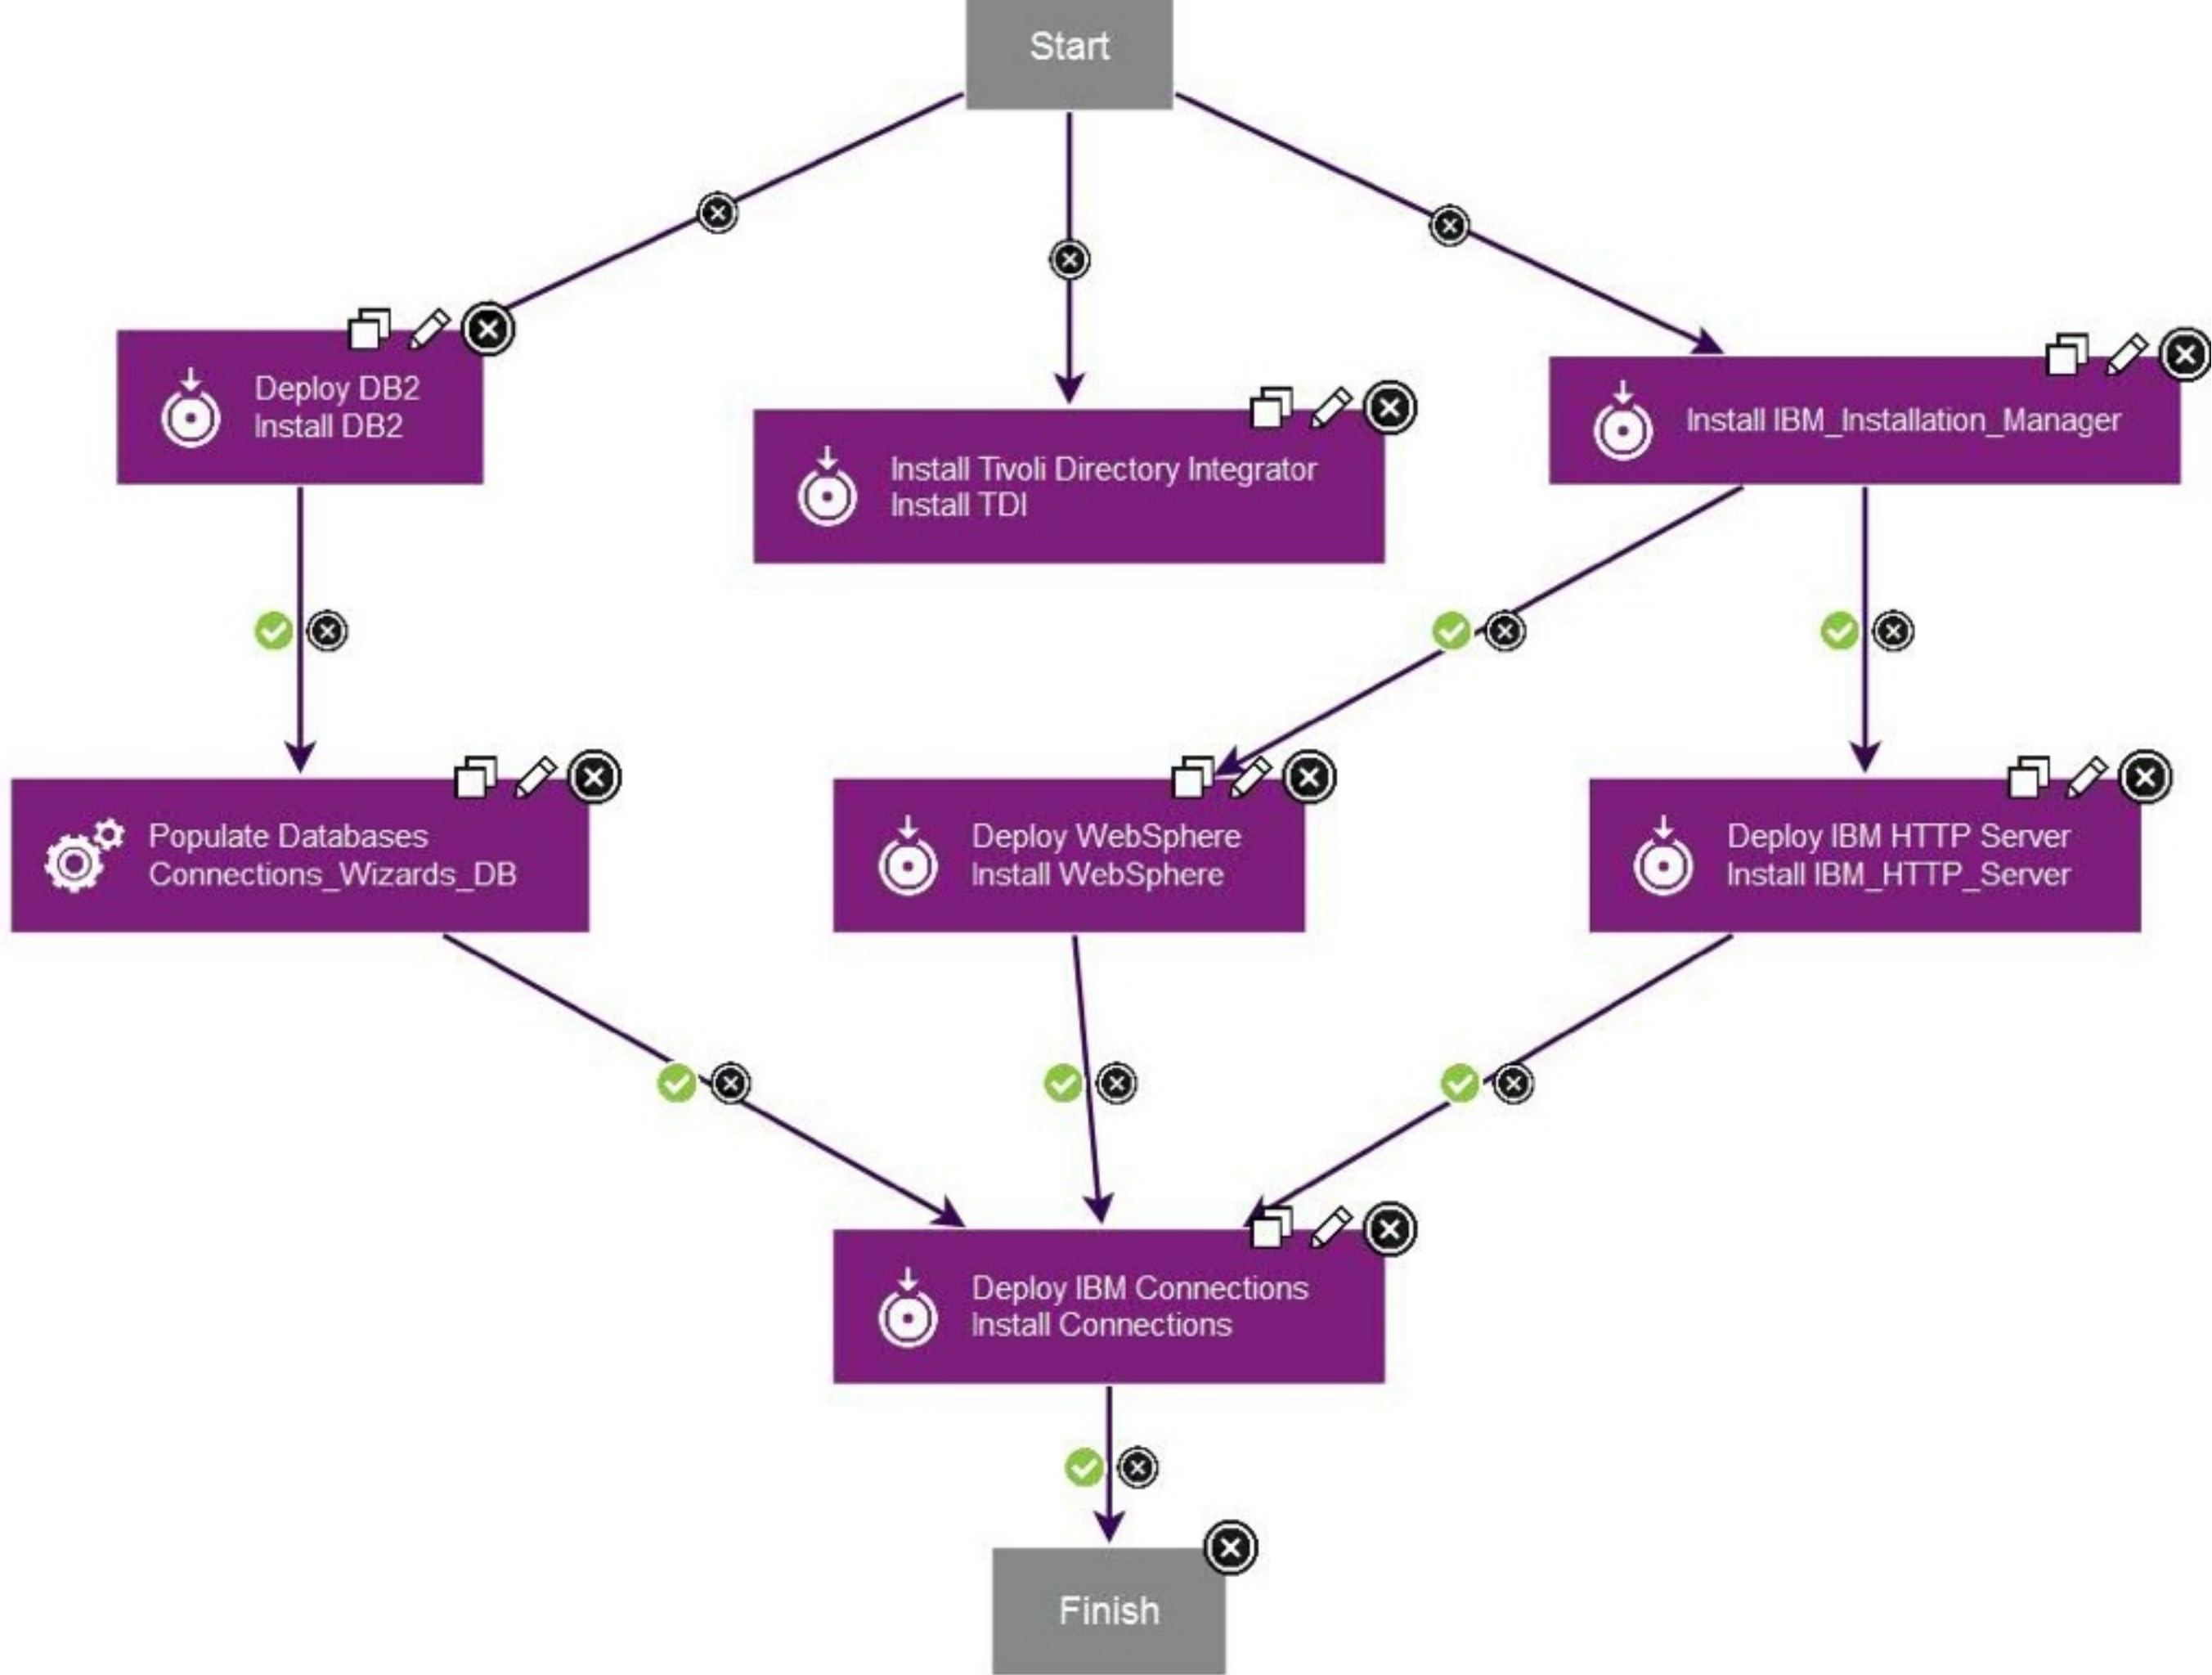 Start
Deploy DB2
Install DB2
Install Tivoli Directory Integrator
Install TDI
Install IBM_Installation_Manager
Populate Databases
Connections_Wizards_DB
Deploy WebSphere
Install WebSphere
Deploy IBM HTTP Server
Install IBM_HTTP_Server
Deploy IBM Connections
Install Connections
Finish